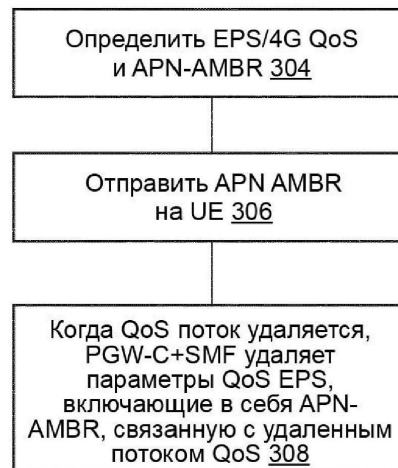 Определить EPS/4G QoS
и APN-AMBR 304
Отправить APN AMBR
на UE 306
Когда QoS поток удаляется,
PGW-C+SMF удаляет
параметры QoS EPS,
включающие в себя APN-
AMBR, связанную с удаленным
потоком QoS 308